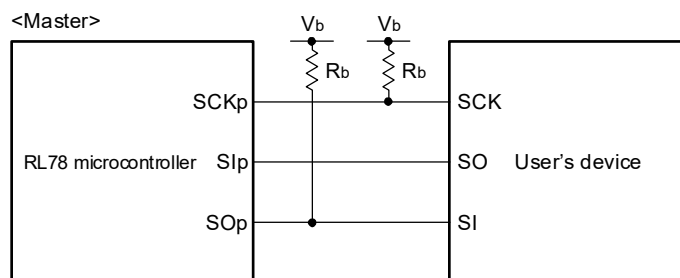 <Master>
Vb Vb
Rb Rb
SCKp SCK
RL78 microcontroller SIp SO User's device
SOp SI